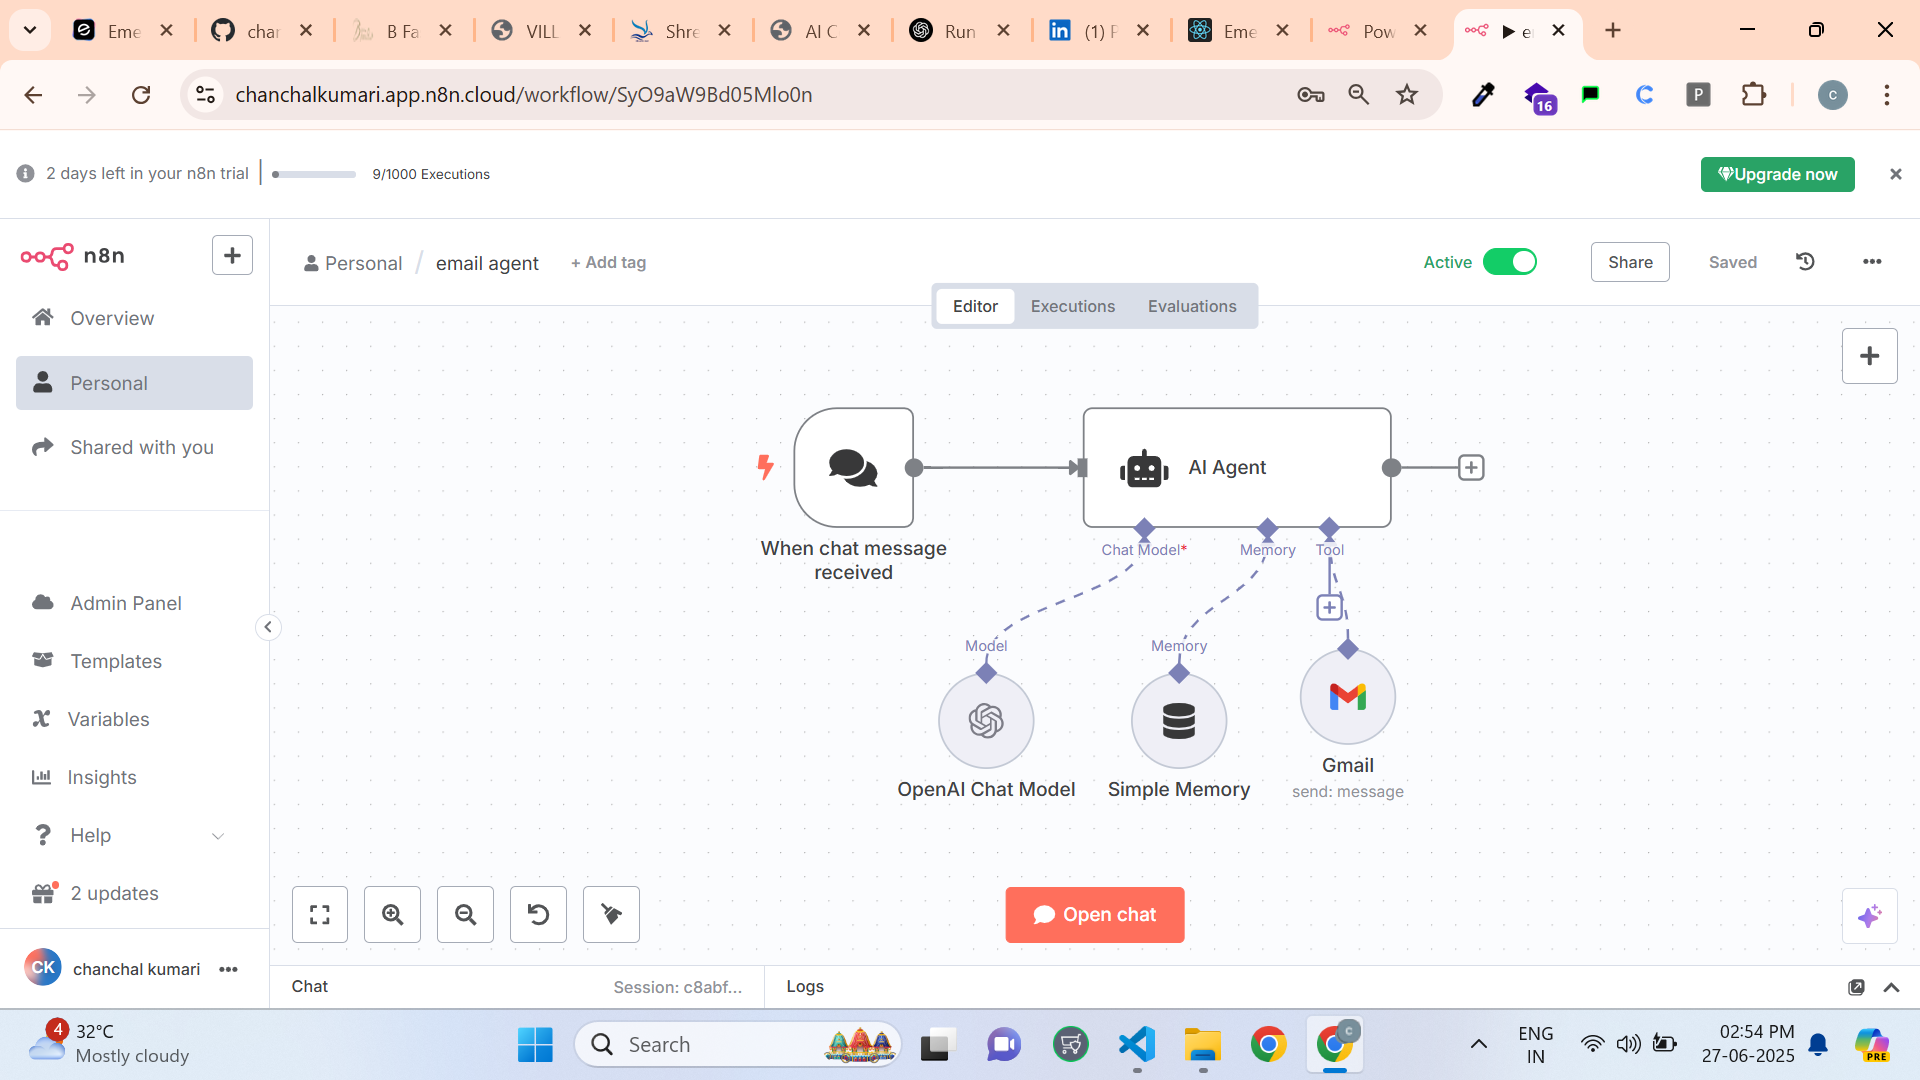 Eme
char
B Fa
VILL
Shre
AI C
Run
(1) P
Eme
Pow
▶ e
chanchalkumari.app.n8n.cloud/workflow/SyO9aW9Bd05Mlo0n
16
C
P
c
2 days left in your n8n trial
9/1000 Executions
Upgrade now
n8n
Personal / email agent
+ Add tag
Active
Share
Saved
Editor
Executions
Evaluations
Overview
Personal
Shared with you
Admin Panel
Templates
Variables
Insights
Help
2 updates
CK
chanchal kumari
When chat message
received
AI Agent
Chat Model*
Memory
Tool
Model
Memory
OpenAI Chat Model
Simple Memory
Gmail
send: message
Open chat
Chat
Session: c8abf...
Logs
4
32°C
Mostly cloudy
Search
C
ENG
IN
02:54 PM
27-06-2025
PRE